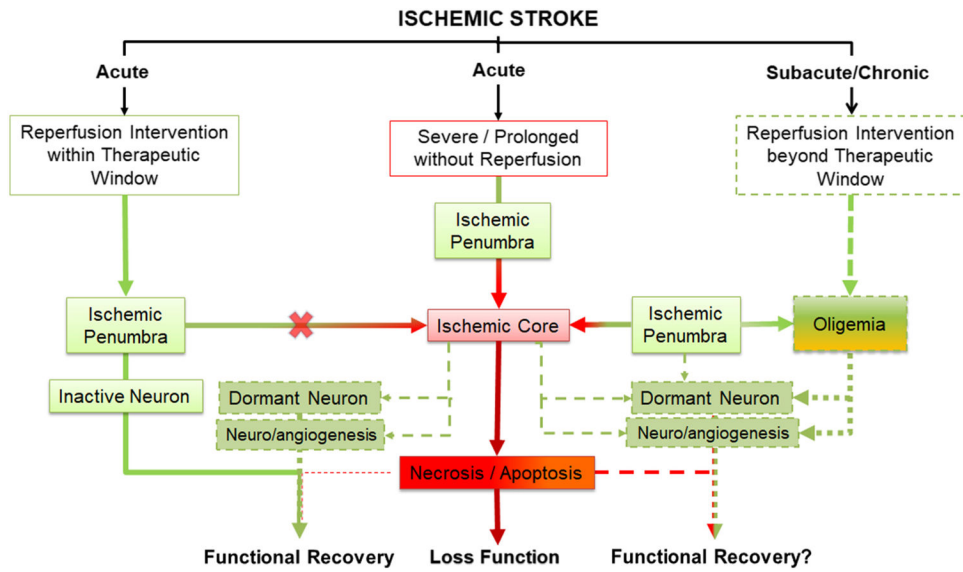 ISCHEMIC STROKE
Acute
Acute
Subacute/Chronic
Reperfusion Intervention
within Therapeutic
Window
Severe / Prolonged
without Reperfusion
Reperfusion Intervention
beyond Therapeutic
Window
Ischemic
Penumbra
Ischemic
Penumbra
Ischemic Core
Ischemic
Penumbra
Oligemia
Inactive Neuron
Dormant Neuron
Neuro/angiogenesis
Dormant Neuron
Neuro/angiogenesis
Necrosis / Apoptosis
Functional Recovery
Loss Function
Functional Recovery?